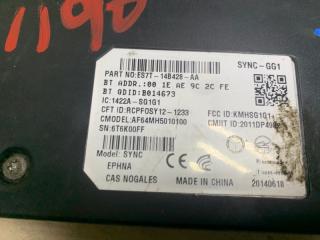 1190
SYNC-GG1
PART NO: ES7T-14B428-AA
BT ADDR.:00 1E AE 9C 2C FE
BT QDID:B014673
IC:1422A-SG1G1
CFT ID:RCPFOSY12-1233
FCC ID:KMHSG1G1
CMODEL:AF64MH5010100
CMIIT ID:2011DP49
SN:6T6K00FF
Model: SYNC
EPHNA
CAS NOGALES
MADE IN CHINA
20140618